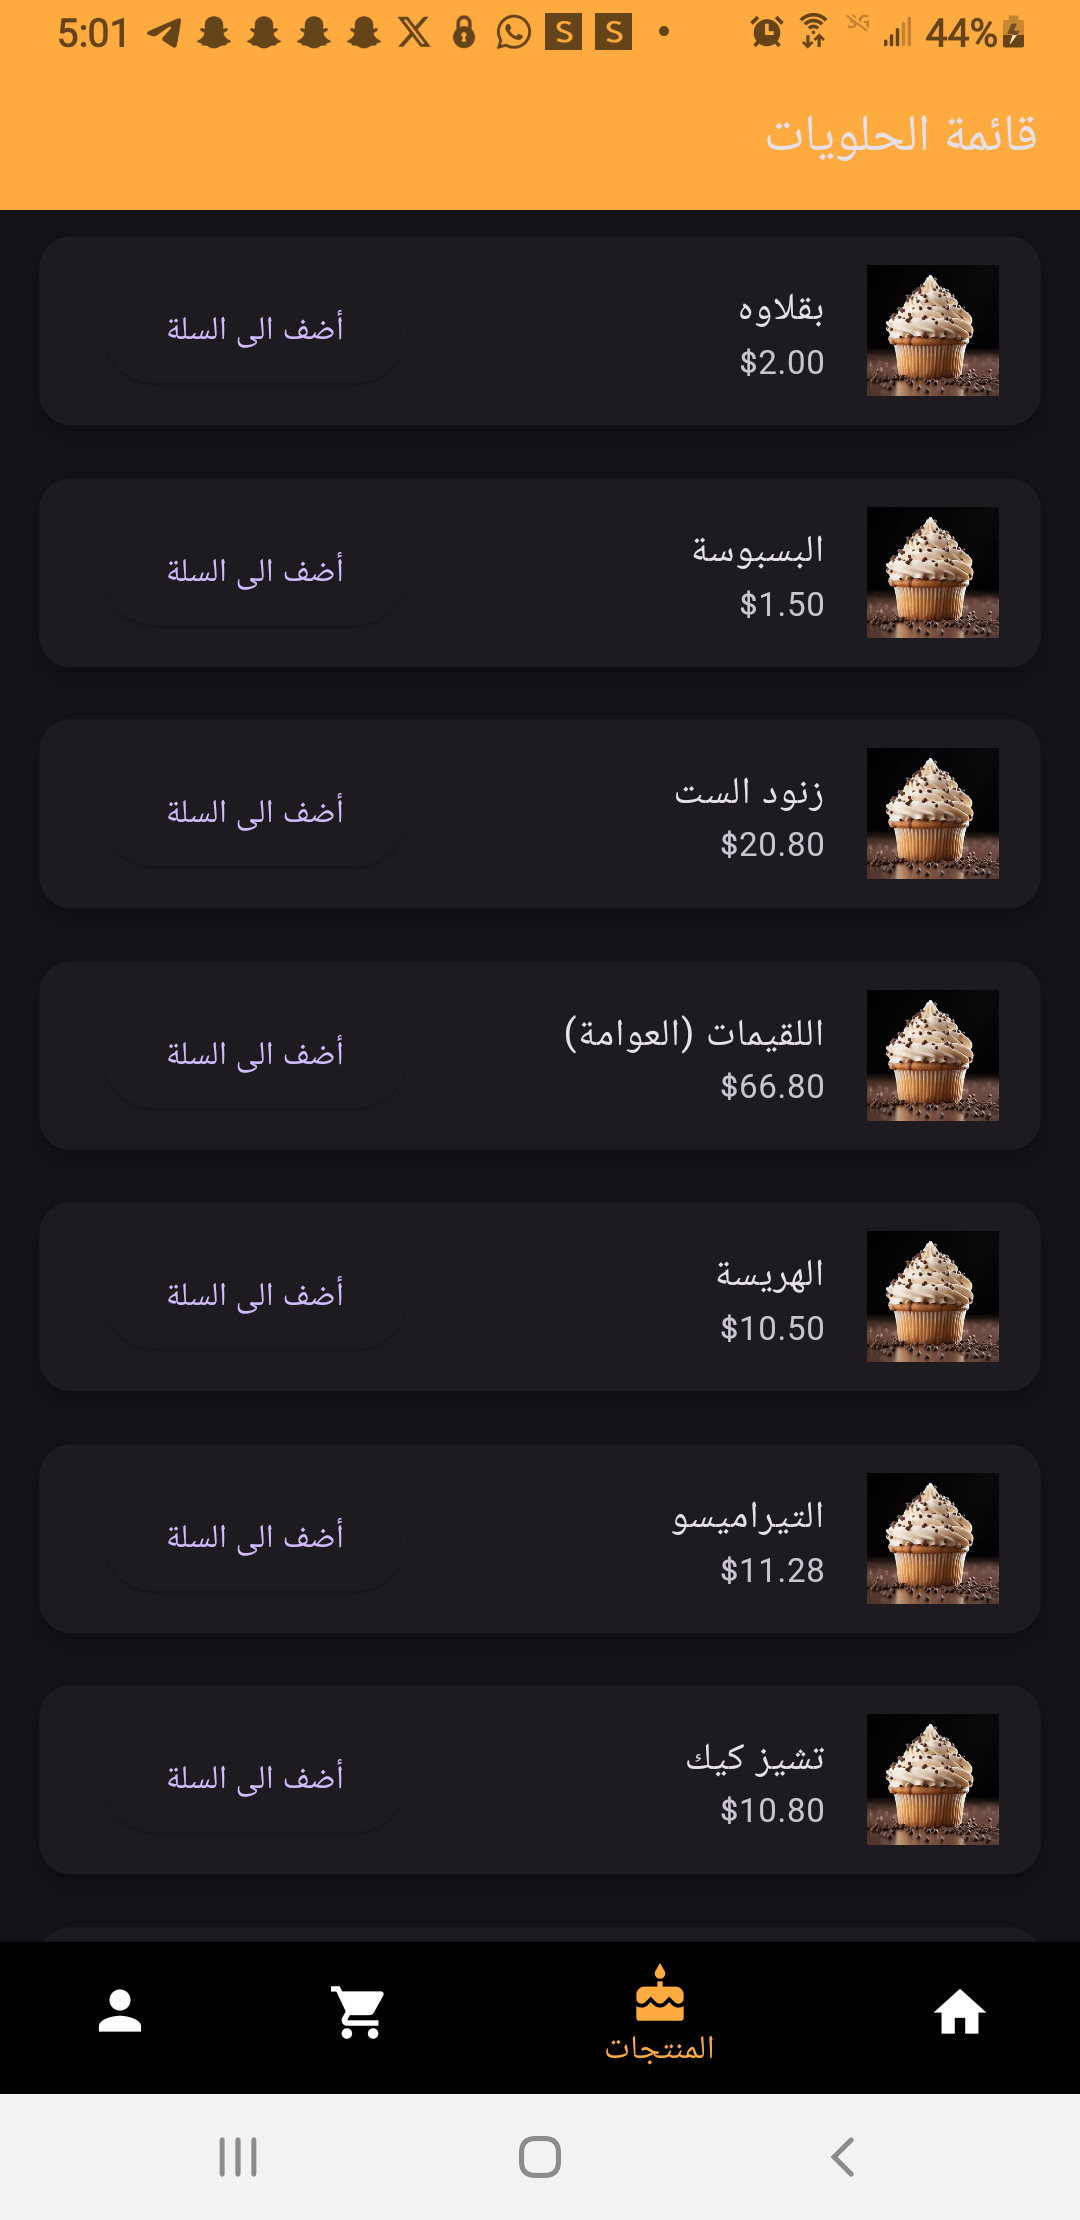 5:01
S S
3G
44%
قائمة الحلويات
بقلاوه
$2.00
أضف الى السلة
البسبوسة
$1.50
أضف الى السلة
زنود الست
$20.80
أضف الى السلة
اللقيمات (العوامة)
$66.80
أضف الى السلة
الهريسة
$10.50
أضف الى السلة
التيراميسو
$11.28
أضف الى السلة
تشيز كيك
$10.80
أضف الى السلة
المنتجات